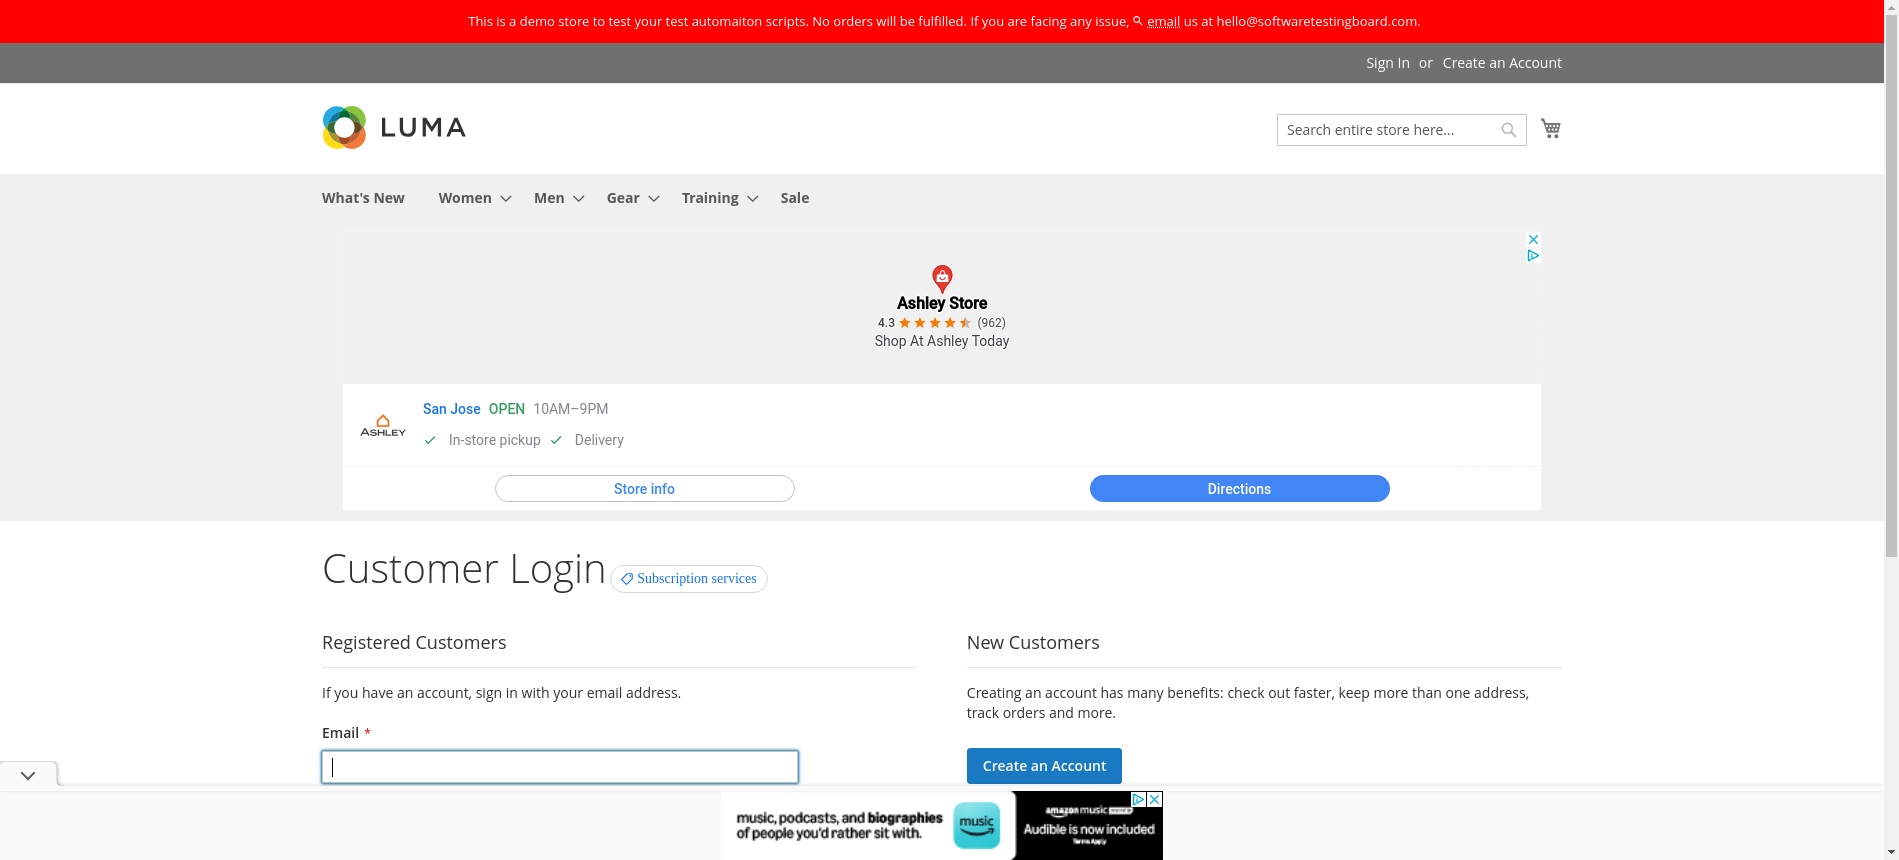 This is a demo store to test your test automaiton scripts. No orders will be fulfilled. If you are facing any issue, email us at hello@softwaretestingboard.com.
Sign In or Create an Account
LUMA
Search entire store here...
What's New Women Men Gear Training Sale
Ashley Store
4.3 (962)
Shop At Ashley Today
San Jose OPEN 10AM–9PM
ASHLEY
In-store pickup Delivery
Store info Directions
Customer Login Subscription services
Registered Customers
If you have an account, sign in with your email address.
Email *
New Customers
Creating an account has many benefits: check out faster, keep more than one address,
track orders and more.
Create an Account
music, podcasts, and biographies
of people you'd rather sit with.
music
amazon music
Audible is now included
Terms Apply